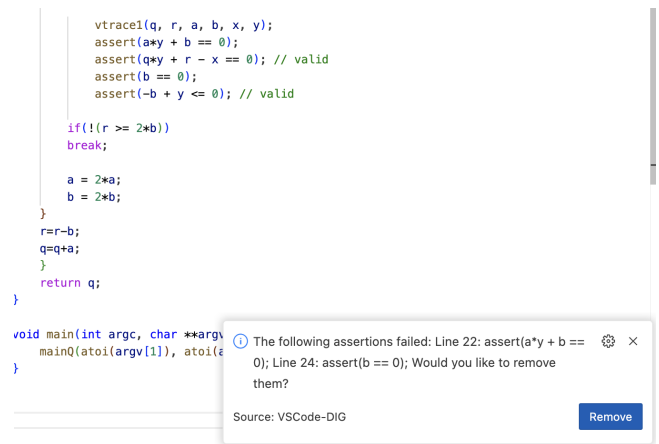 vtrace1(q, r, a, b, x, y);
assert(a*y + b == 0);
assert(q*y + r - x == 0); // valid
assert(b == 0);
assert(-b + y <= 0); // valid
if(!(r >= 2*b))
break;
a = 2*a;
b = 2*b;
}
r=r-b;
q=q+a;
}
return q;
}
void main(int argc, char **argv
mainQ(atoi(argv[1]), atoi(a
}
The following assertions failed: Line 22: assert(a*y + b ==
0); Line 24: assert(b == 0); Would you like to remove
them?
Source: VSCode-DIG
Remove